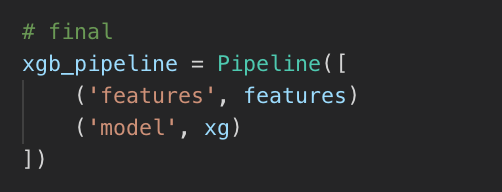 # final
xgb_pipeline = Pipeline([
    ('features', features)
    ('model', xg)
])